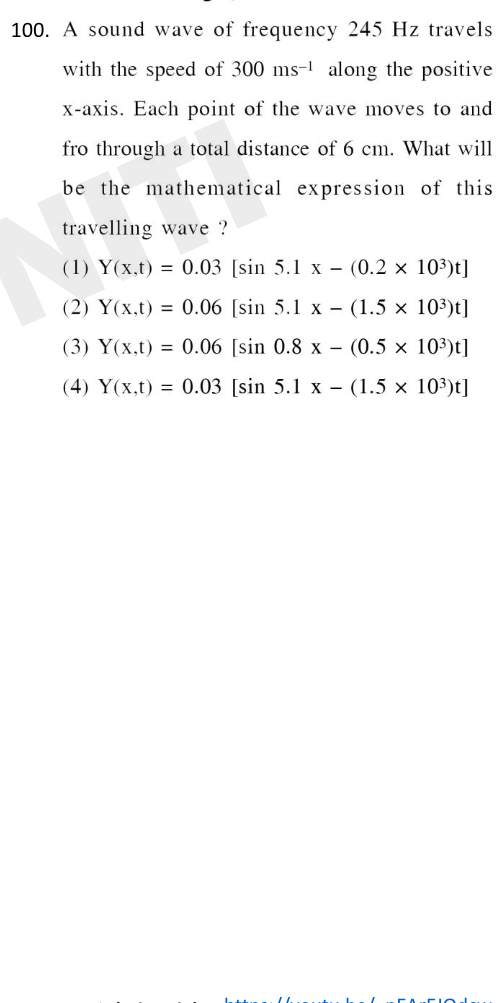 100. A sound wave of frequency 245 Hz travels
with the speed of 300 ms⁻¹ along the positive
x-axis. Each point of the wave moves to and
fro through a total distance of 6 cm. What will
be the mathematical expression of this
travelling wave ?
(1) Y(x,t) = 0.03 [sin 5.1 x – (0.2 × 10³)t]
(2) Y(x,t) = 0.06 [sin 5.1 x – (1.5 × 10³)t]
(3) Y(x,t) = 0.06 [sin 0.8 x – (0.5 × 10³)t]
(4) Y(x,t) = 0.03 [sin 5.1 x – (1.5 × 10³)t]
NITI